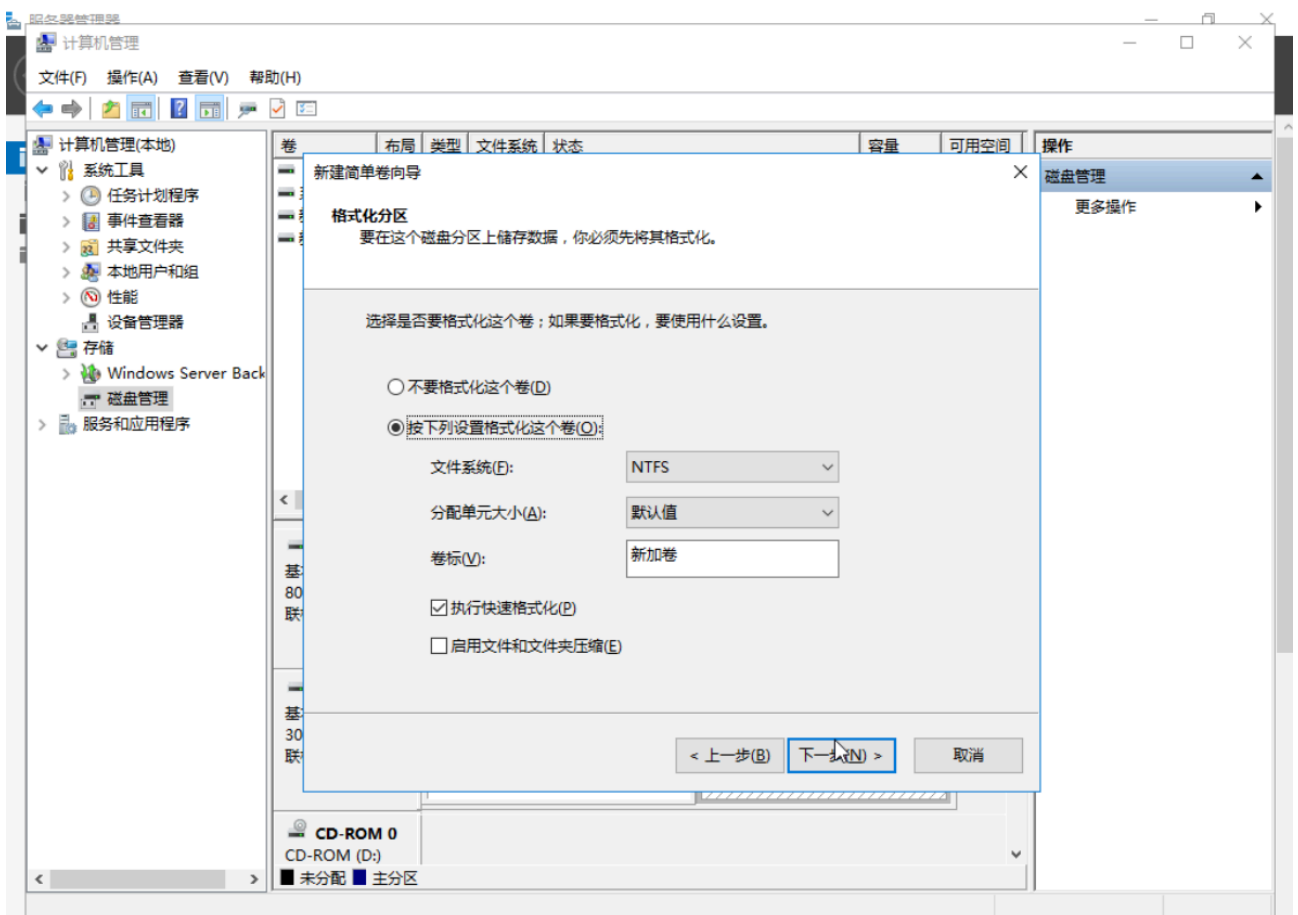 服务器管理器
计算机管理
文件(F) 操作(A) 查看(V) 帮助(H)
计算机管理(本地)
系统工具
任务计划程序
事件查看器
共享文件夹
本地用户和组
性能
设备管理器
存储
Windows Server Back
磁盘管理
服务和应用程序
卷 布局 类型 文件系统 状态 容量 可用空间
新建简单卷向导
格式化分区
要在这个磁盘分区上储存数据，你必须先将其格式化。
选择是否要格式化这个卷；如果要格式化，要使用什么设置。
不要格式化这个卷(D)
按下列设置格式化这个卷(O):
文件系统(F): NTFS
分配单元大小(A): 默认值
卷标(V): 新加卷
执行快速格式化(P)
启用文件和文件夹压缩(E)
< 上一步(B) 下一步(N) > 取消
基
80
联
基
30
联
CD-ROM 0
CD-ROM (D:)
未分配 主分区
操作
磁盘管理
更多操作